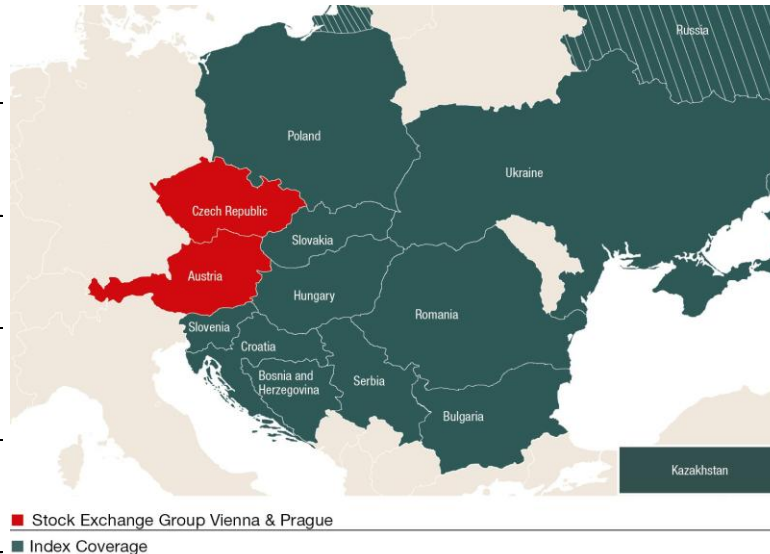 Russia
Poland
Ukraine
Czech Republic
Slovakia
Austria
Hungary
Romania
Slovenia
Croatia
Bosnia and
Herzegovina
Serbia
Bulgaria
Kazakhstan
Stock Exchange Group Vienna & Prague
Index Coverage